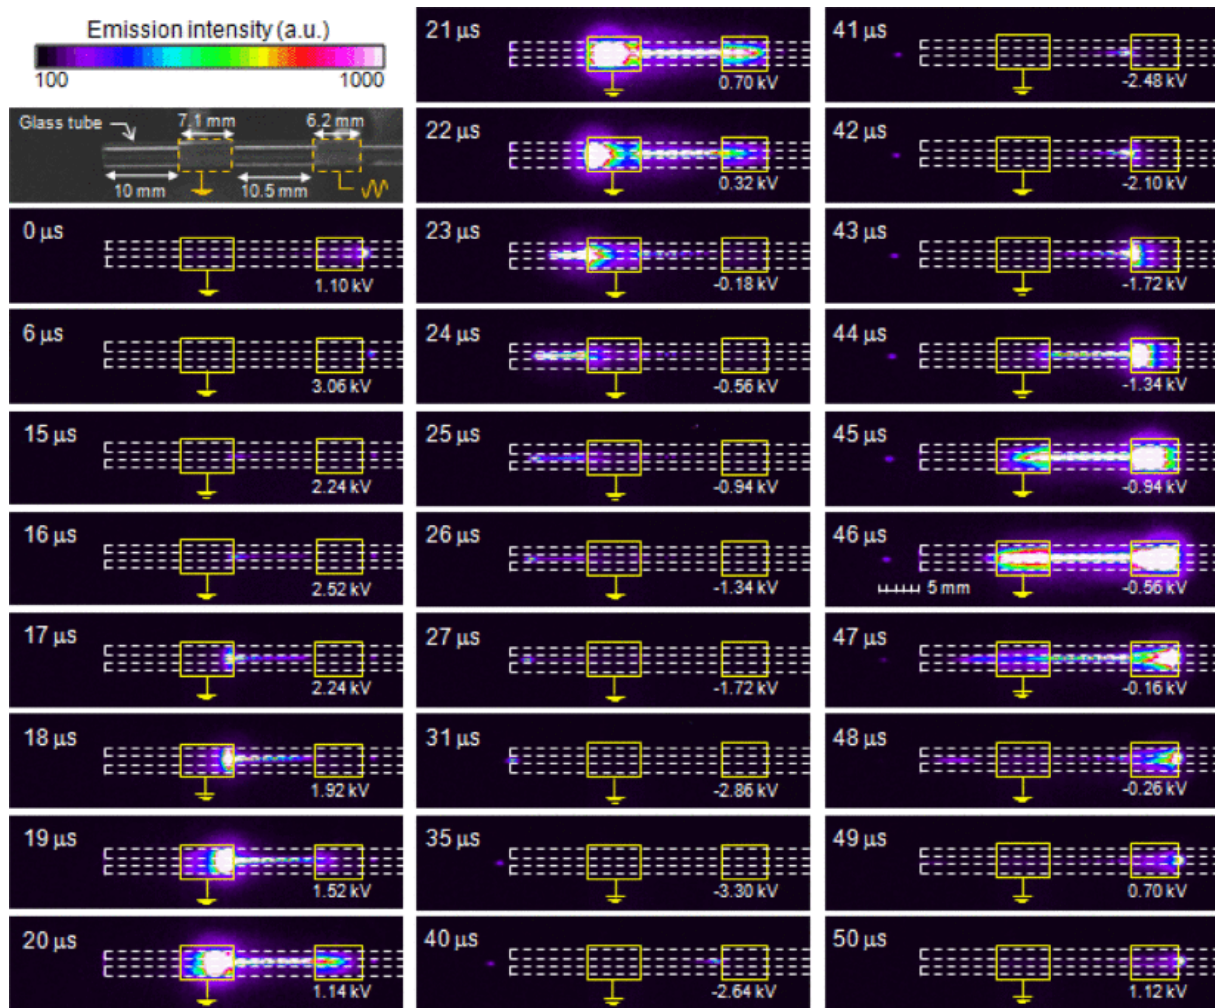 Emission intensity (a.u.)
100 1000
Glass tube
7.1 mm
6.2 mm
10 mm
10.5 mm
0 μs
1.10 kV
6 μs
3.06 kV
15 μs
2.24 kV
16 μs
2.52 kV
17 μs
2.24 kV
18 μs
1.92 kV
19 μs
1.52 kV
20 μs
1.14 kV
21 μs
0.70 kV
22 μs
0.32 kV
23 μs
-0.18 kV
24 μs
-0.56 kV
25 μs
-0.94 kV
26 μs
-1.34 kV
27 μs
-1.72 kV
31 μs
-2.86 kV
35 μs
-3.30 kV
40 μs
-2.64 kV
41 μs
-2.48 kV
42 μs
-2.10 kV
43 μs
-1.72 kV
44 μs
-1.34 kV
45 μs
-0.94 kV
46 μs
5 mm
-0.56 kV
47 μs
-0.16 kV
48 μs
-0.26 kV
49 μs
0.70 kV
50 μs
1.12 kV